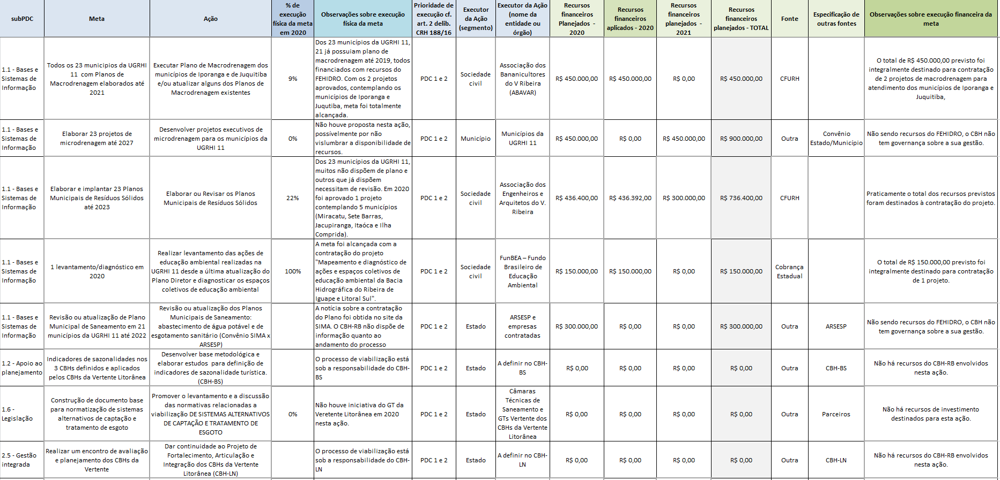 subPDC
Meta
Ação
% de
execução
física da meta
em 2020
Observações sobre execução
física da meta
Prioridade de
execução cf.
art. 2 delib.
CRH 188/16
Executor
da Ação
(segmento)
Executor da Ação
(nome da
entidade ou
órgão)
Recursos
financeiros
Planejados -
2020
Recursos
financeiros
aplicados - 2020
Recursos
financeiros
planejados -
2021
Recursos
financeiros
planejados - TOTAL
Fonte
Especificação de
outras fontes
Observações sobre execução financeira da
meta
1.1 - Bases e
Sistemas de
Informação
Todos os 23 municipios da UGRHI
11 com Planos de
Macrodrenagem elaborados até
2021
Executar Plano de Macrodrenagem dos
municípios de Iporanga e de Juquitiba
e/ou atualizar alguns dos Planos de
Macrodrenagem existentes
9%
Dos 23 municípios da UGRHI 11,
21 já possuiam plano de
macrodrenagem até 2019, todos
financiados com recursos do
FEHIDRO. Com os 2 projetos
aprovados, contemplando os
municípios de Iporanga e
Juqutiba, meta foi totalmente
alcançada.
PDC 1 e 2
Sociedade
civil
Associação dos
Bananicultores
do V Ribeira
(ABAVAR)
R$ 450.000,00
R$ 450.000,00
R$ 0,00
R$ 450.000,00
CFURH
O total de R$ 450.000,00 previsto foi
integralmente destinado para contratação
de 2 projetos de macrodrenagem para
atendimento dos municípios de Iporanga e
Juquitiba,
1.1 - Bases e
Sistemas de
Informação
Elaborar 23 projetos de
microdrenagem até 2027
Desenvolver projetos executivos de
microdrenagem para os municípios da
UGRHI 11
0%
Não houve proposta nesta ação,
possívelmente por não
vislumbrar a disponibilidade de
recursos.
PDC 1 e 2
Município
Municípios da
UGRHI 11
R$ 450.000,00
R$ 0,00
R$ 450.000,00
R$ 900.000,00
Outra
Convênio
Estado/Município
Não sendo recursos do FEHIDRO, o CBH não
tem governança sobre a sua gestão.
1.1 - Bases e
Sistemas de
Informação
Elaborar e implantar 23 Planos
Municipais de Resíduos Sólidos
até 2023
Elaborar ou Revisar os Planos
Municipais de Resíduos Sólidos
22%
Dos 23 municípios da UGRHI 11,
muitos não dispõem de plano e
outros que já dispõem
necessitam de revisão. Em 2020
foi aprovado 1 projeto
contemplando 5 municípios
(Miracatu, Sete Barras,
Jacupiranga, Itaóca e Ilha
Comprida).
PDC 1 e 2
Sociedade
civil
Associação dos
Engenheiros e
Arquitetos do V.
Ribeira
R$ 436.400,00
R$ 436.392,00
R$ 300.000,00
R$ 736.400,00
CFURH
Praticamente o total dos recursos previstos
foram destinados à contratação do projeto.
1.1 - Bases e
Sistemas de
Informação
1 levantamento/diagnóstico em
2020
Realizar levantamento das ações de
educação ambiental realizadas na
UGRHI 11 desde a última atualização do
Plano Diretor e diagnosticar os espaços
coletivos de educação ambiental
100%
A meta foi alcançada com a
contratação do projeto
"Mapeamento e diagnóstico de
ações e espaços coletivos de
educação ambiental da Bacia
Hidrográfica do Ribeira de
Iguape e Litoral Sul".
PDC 1 e 2
Sociedade
civil
FunBEA – Fundo
Brasileiro de
Educação
Ambiental
R$ 150.000,00
R$ 150.000,00
R$ 0,00
R$ 150.000,00
Cobrança
Estadual
O total de R$ 150.000,00 previsto foi
integralmente destinado para contratação
de 1 projeto.
1.1 - Bases e
Sistemas de
Informação
Revisão ou atualização de Plano
Municipal de Saneamento em 21
municípios da UGRHI 11 até 2022
Revisão ou atualização dos Planos
Municipais de Saneamento:
abastecimento de água potável e de
esgotamento sanitário (Convênio SIMA x
ARSESP)
A notícia sobre a contratação
do Plano foi obtida no site da
SIMA. O CBH-RB não dispõe de
informação quanto ao
andamento do processo
PDC 1 e 2
Estado
ARSESP e
empresas
contratadas
R$ 300.000,00
R$ 0,00
R$ 0,00
R$ 300.000,00
Outra
ARSESP
Não sendo recursos do FEHIDRO, o CBH não
tem governança sobre a sua gestão.
1.2 - Apoio ao
planejamento
Indicadores de sazonalidades nos
3 CBHs definidos e aplicados
pelos CBHs da Vertente Litorânea
Desenvolver base metodológica e
elaborar estudos para definição de
indicadores de sazonalidade turística.
(CBH-BS)
O processo de viabilização está
sob a responsabilidade do CBH-
BS
PDC 1 e 2
Estado
A definir no CBH-
BS
R$ 0,00
R$ 0,00
R$ 0,00
R$ 0,00
Outra
CBH-BS
Não há recursos do CBH-RB envolvidos
nesta ação.
1.6 -
Legislação
Construção de documento base
para normatização de sistemas
alternativos de captação e
tratamento de esgoto
Promover o levantamento e a discussão
das normativas relacionadas a
viabilização DE SISTEMAS ALTERNATIVOS
DE CAPTAÇÃO E TRATAMENTO DE
ESGOTO
0%
Não houve iniciativa do GT da
Veretente Litorânea em 2020
nesta ação.
PDC 1 e 2
Estado
Câmaras
Técnicas de
Saneamento e
GTs Vertente dos
CBHs da Vertente
Litorânea
R$ 0,00
R$ 0,00
R$ 0,00
R$ 0,00
Outra
Parceiros
Não há recursos de investimento
destinados para esta ação.
2.5 - Gestão
integrada
Realizar um encontro de avaliação
e planejamento dos CBHs da
Vertente
Dar continuidade ao Projeto de
Fortalecimento, Articulação e
Integração dos CBHs da Vertente
Litorânea (CBH-LN)
O processo de viabilização está
sob a responsabilidade do CBH-
LN
PDC 1 e 2
Estado
A definir no CBH-
LN
R$ 0,00
R$ 0,00
R$ 0,00
R$ 0,00
Outra
CBH-LN
Não há recursos do CBH-RB envolvidos
nesta ação.